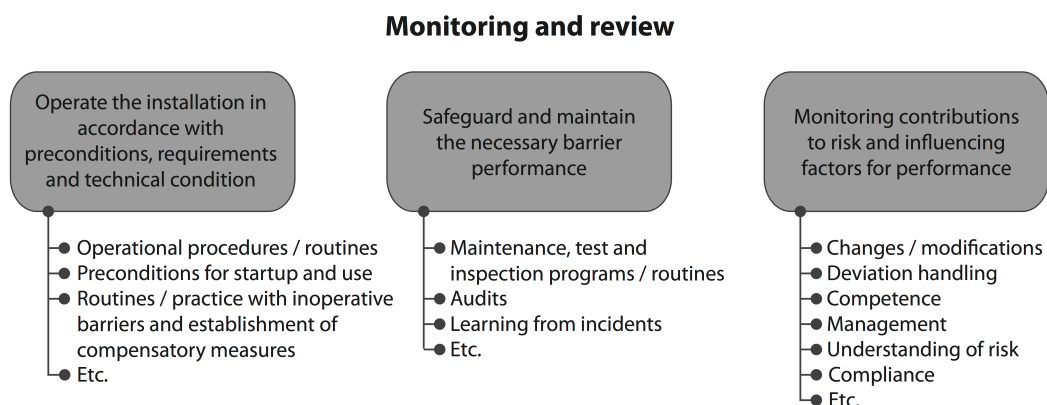 Monitoring and review
Operate the installation in
accordance with
preconditions, requirements
and technical condition
Operational procedures / routines
Preconditions for startup and use
Routines / practice with inoperative
barriers and establishment of
compensatory measures
Etc.
Safeguard and maintain
the necessary barrier
performance
Maintenance, test and
inspection programs / routines
Audits
Learning from incidents
Etc.
Monitoring contributions
to risk and influencing
factors for performance
Changes / modifications
Deviation handling
Competence
Management
Understanding of risk
Compliance
Etc.